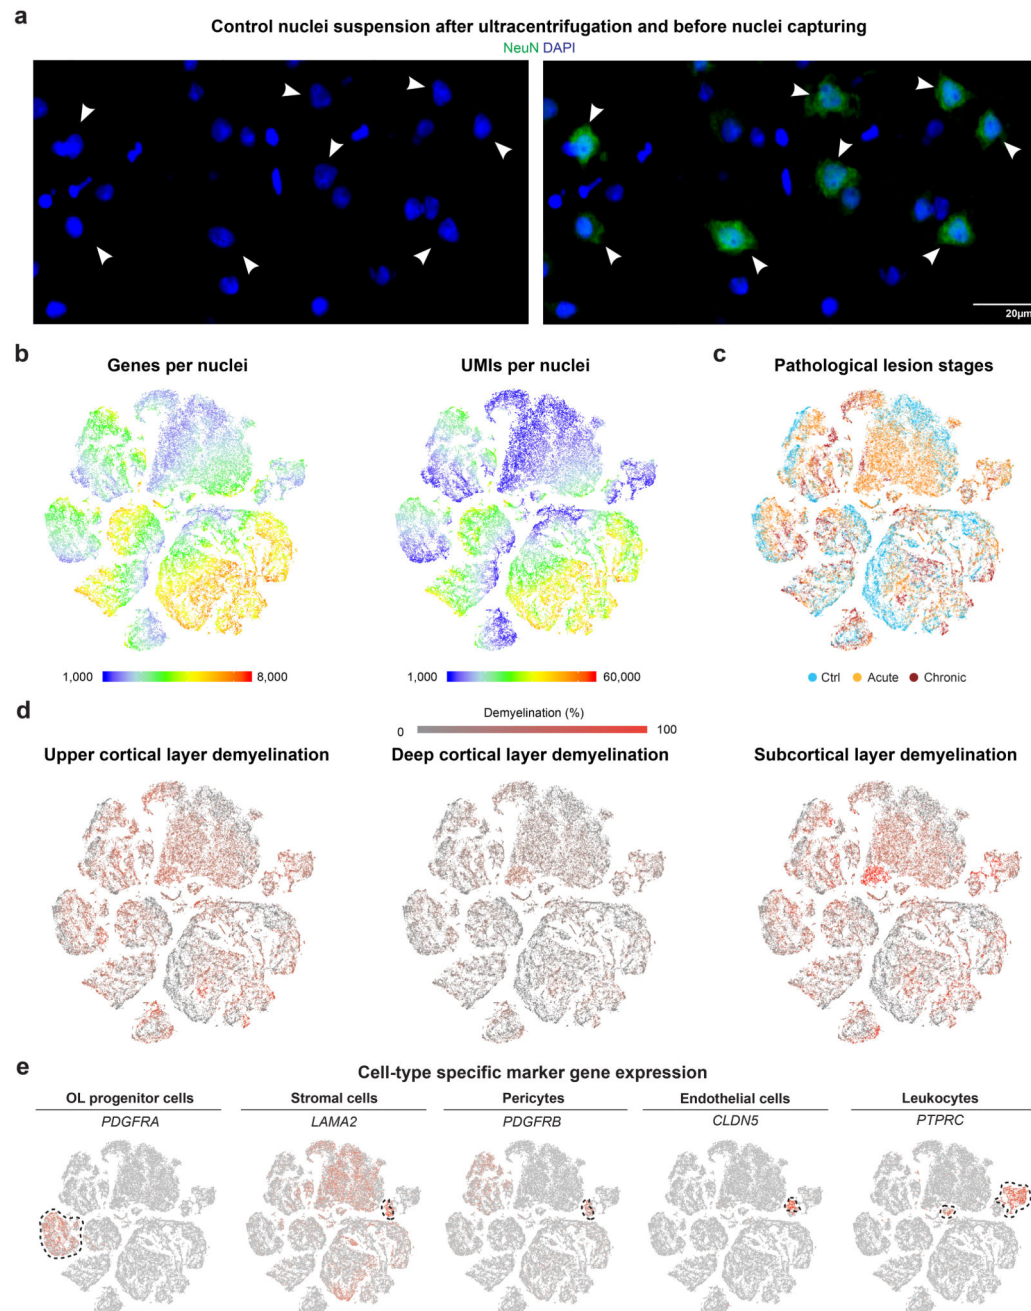 a
Control nuclei suspension after ultracentrifugation and before nuclei capturing
NeuN DAPI
20µm
b
Genes per nuclei
UMIs per nuclei
c
Pathological lesion stages
1,000 8,000
1,000 60,000
Ctrl Acute Chronic
d
Demyelination (%)
0 100
Upper cortical layer demyelination
Deep cortical layer demyelination
Subcortical layer demyelination
e
Cell-type specific marker gene expression
OL progenitor cells
Stromal cells
Pericytes
Endothelial cells
Leukocytes
PDGFRA
LAMA2
PDGFRB
CLDN5
PTPRC